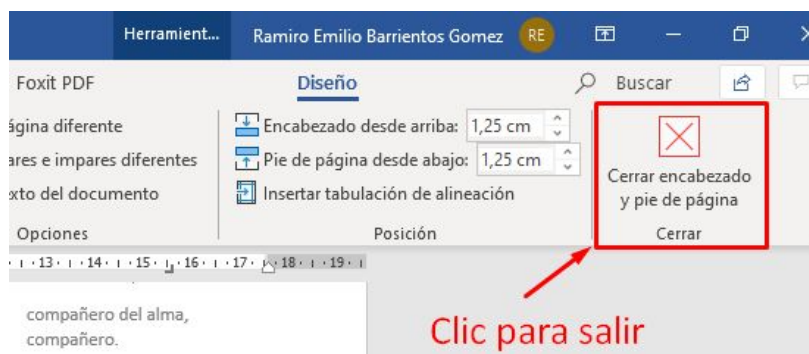 Herramient... Ramiro Emilio Barrientos Gomez RE
Foxit PDF Diseño Buscar
ágina diferente
ares e impares diferentes
xto del documento
Opciones
Encabezado desde arriba: 1,25 cm
Pie de página desde abajo: 1,25 cm
Insertar tabulación de alineación
Posición
Cerrar encabezado
y pie de página
Cerrar
13 14 15 16 17 18 19
compañero del alma,
compañero.
Clic para salir